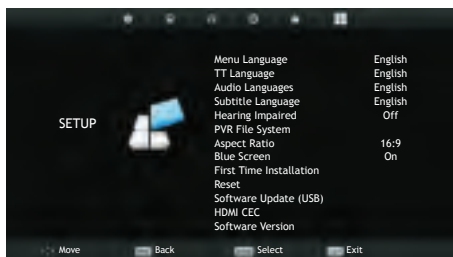 Menu Language English
TT Language English
Audio Languages English
Subtitle Language English
SETUP
Hearing Impaired Off
PVR File System
Aspect Ratio 16:9
Blue Screen On
First Time Installation
Reset
Software Update (USB)
HDMI CEC
Software Version
Move Back Select Exit